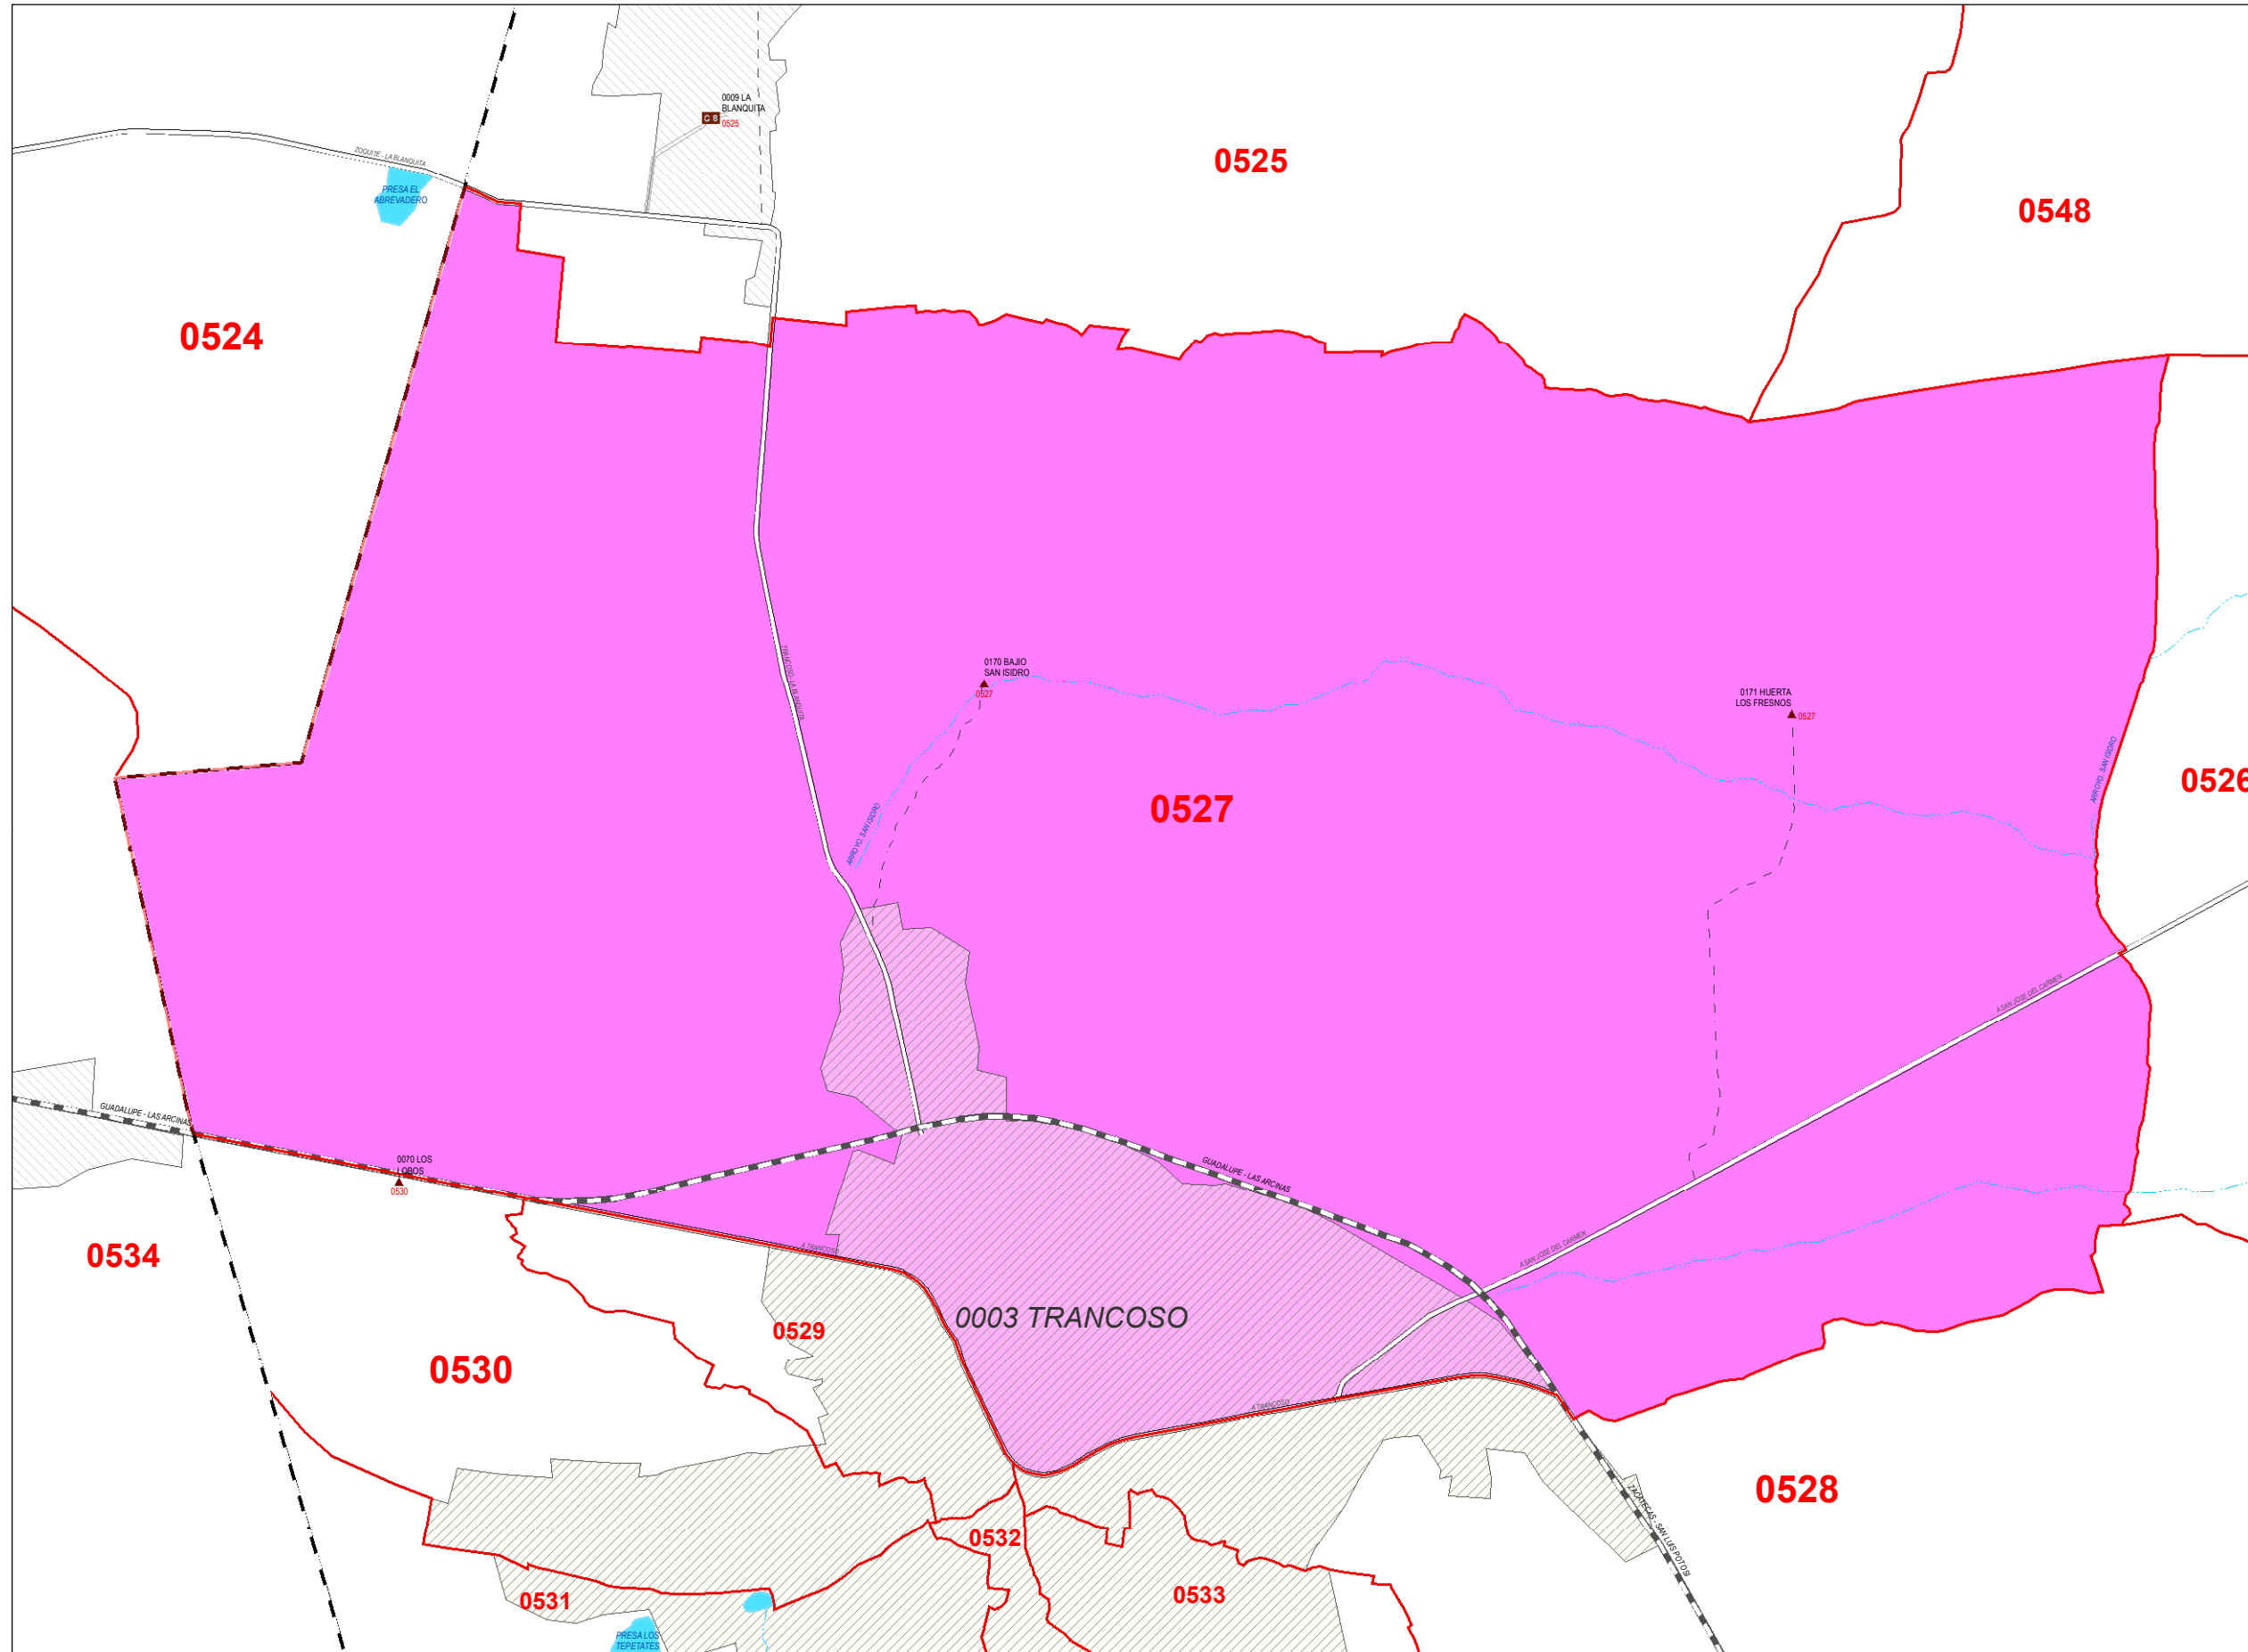 0009 LA
BLANQUITA
C S
0525
ZOQUITE - LA BLANQUITA
PRESA EL
ABREVADERO
0525
0548
0524
TRANCOSO - LA BLANQUITA
0170 BAJIO
SAN ISIDRO
0527
0171 HUERTA
LOS FRESNOS
0527
ARROYO SAN ISIDRO
0526
0527
ARROYO SAN ISIDRO
A SAN JOSE DEL CARMEN
GUADALUPE - LAS ARCINAS
0070 LOS
LOBOS
0530
GUADALUPE - LAS ARCINAS
A TRANCOSO
A SAN JOSE DEL CARMEN
0534
0003 TRANCOSO
0529
0530
A TRANCOSO
0528
ZACATECAS - SAN LUIS POTOSI
0532
0531
0533
PRESA LOS
TEPETATES